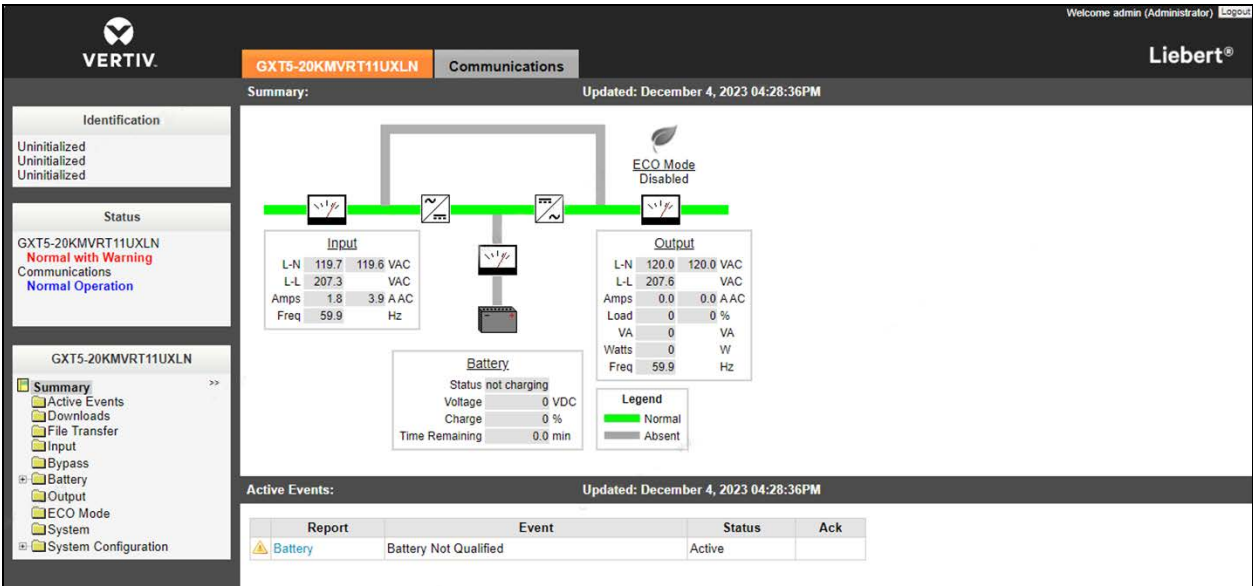 Welcome admin (Administrator) Logout
VERTIV.
Liebert®
GXT5-20KMVRT11UXLN Communications
Summary: Updated: December 4, 2023 04:28:36PM
Identification
Uninitialized
Uninitialized
Uninitialized
Status
GXT5-20KMVRT11UXLN
Normal with Warning
Communications
Normal Operation
GXT5-20KMVRT11UXLN
Summary >>
Active Events
Downloads
File Transfer
Input
Bypass
Battery
Output
ECO Mode
System
System Configuration
ECO Mode
Disabled
Input
L-N 119.7 119.6 VAC
L-L 207.3 VAC
Amps 1.8 3.9 A AC
Freq 59.9 Hz
Battery
Status not charging
Voltage 0 VDC
Charge 0 %
Time Remaining 0.0 min
Output
L-N 120.0 120.0 VAC
L-L 207.6 VAC
Amps 0.0 0.0 A AC
Load 0 0 %
VA 0 VA
Watts 0 W
Freq 59.9 Hz
Legend
Normal
Absent
Active Events: Updated: December 4, 2023 04:28:36PM
Report Event Status Ack
Battery Battery Not Qualified Active